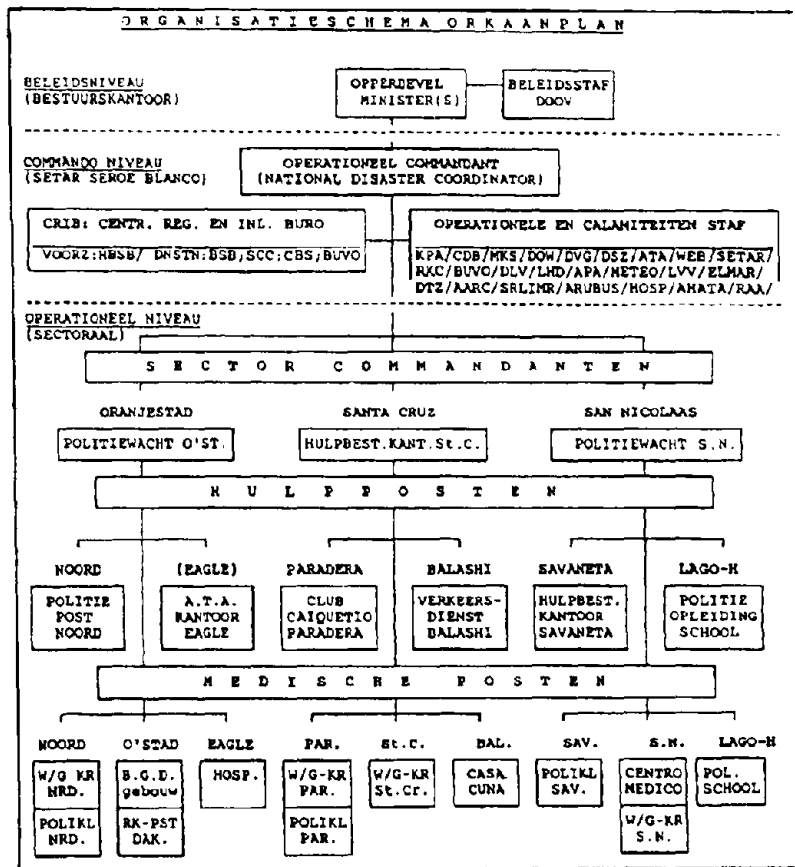 ORGANISATIESCHEMA ORKAANPLAN
BELEIDSNIVEAU
(BESTUURSKANTOOR)
OPPERDEVEL
MINISTER(S)
BELEIDSSTAF
DOOV
COMMANDO NIVEAU
(SETAR SEROE BLANCO)
OPERATIONEEL COMMANDANT
(NATIONAL DISASTER COORDINATOR)
CRIB: CENTR. REG. EN INL. BURO
VOORZ:HBSB/ DNSTN:BSB;SCC;CBS;BUVO
OPERATIONELE EN CALAMITEITEN STAF
KPA/CDB/MKS/DOW/DVG/DSZ/ATA/WEB/SETAR/
RKC/BUVO/DLV/LHD/APA/METEO/LVV/ELMAR/
DTZ/AARC/SRLIMR/ARUBUS/HOSP/AHATA/RAA/
OPERATIONEEL NIVEAU
(SECTORAAL)
SECTOR COMMANDANTEN
ORANJESTAD
SANTA CRUZ
SAN NICOLAAS
POLITIEWACHT O'ST.
HULPBEST.KANT.St.C.
POLITIEWACHT S.N.
HULPPOSTEN
NOORD
(EAGLE)
PARADERA
BALASHI
SAVANETA
LAGO-H
POLITIE
POST
NOORD
A.T.A.
KANTOOR
EAGLE
CLUB
CAIQUETIO
PARADERA
VERKEERS-
DIENST
BALASHI
HULPBEST.
KANTOOR
SAVANETA
POLITIE
OPLEIDING
SCHOOL
MEDISCHE POSTEN
NOORD
O'STAD
EAGLE
PAR.
St.C.
BAL.
SAV.
S.N.
LAGO-H
W/G KR
NRD.
POLIKL
NRD.
B.G.D.
gebouw
RK-PST
DAK.
HOSP.
W/G-KR
PAR.
POLIKL
PAR.
W/G-KR
St.Cr.
CASA
CUNA
POLIKL
SAV.
CENTRO
MEDICO
W/G-KR
S.N.
POL.
SCHOOL